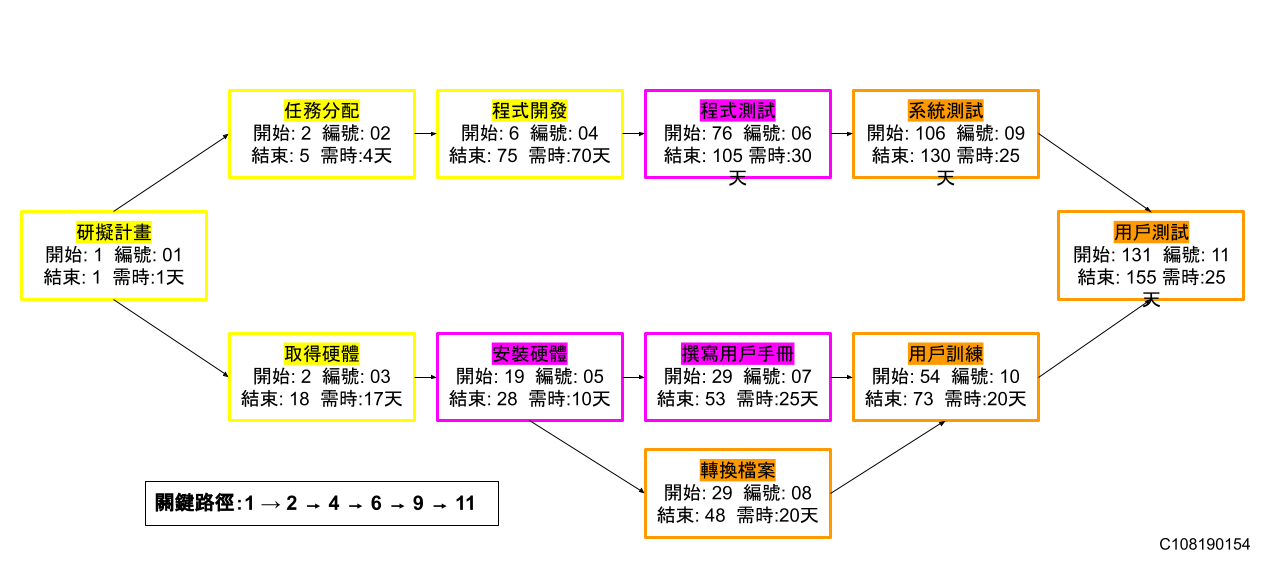 任務分配
開始: 2  編號: 02
結束: 5  需時:4天
程式開發
開始: 6  編號: 04
結束: 75  需時:70天
程式測試
開始: 76  編號: 06
結束: 105 需時:30
天
系統測試
開始: 106  編號: 09
結束: 130 需時:25
天
研擬計畫
開始: 1  編號: 01
結束: 1  需時:1天
用戶測試
開始: 131  編號: 11
結束: 155 需時:25
天
取得硬體
開始: 2  編號: 03
結束: 18  需時:17天
安裝硬體
開始: 19  編號: 05
結束: 28  需時:10天
撰寫用戶手冊
開始: 29  編號: 07
結束: 53  需時:25天
用戶訓練
開始: 54  編號: 10
結束: 73  需時:20天
轉換檔案
開始: 29  編號: 08
結束: 48  需時:20天
關鍵路徑:1 → 2 → 4 → 6 → 9 → 11
C108190154